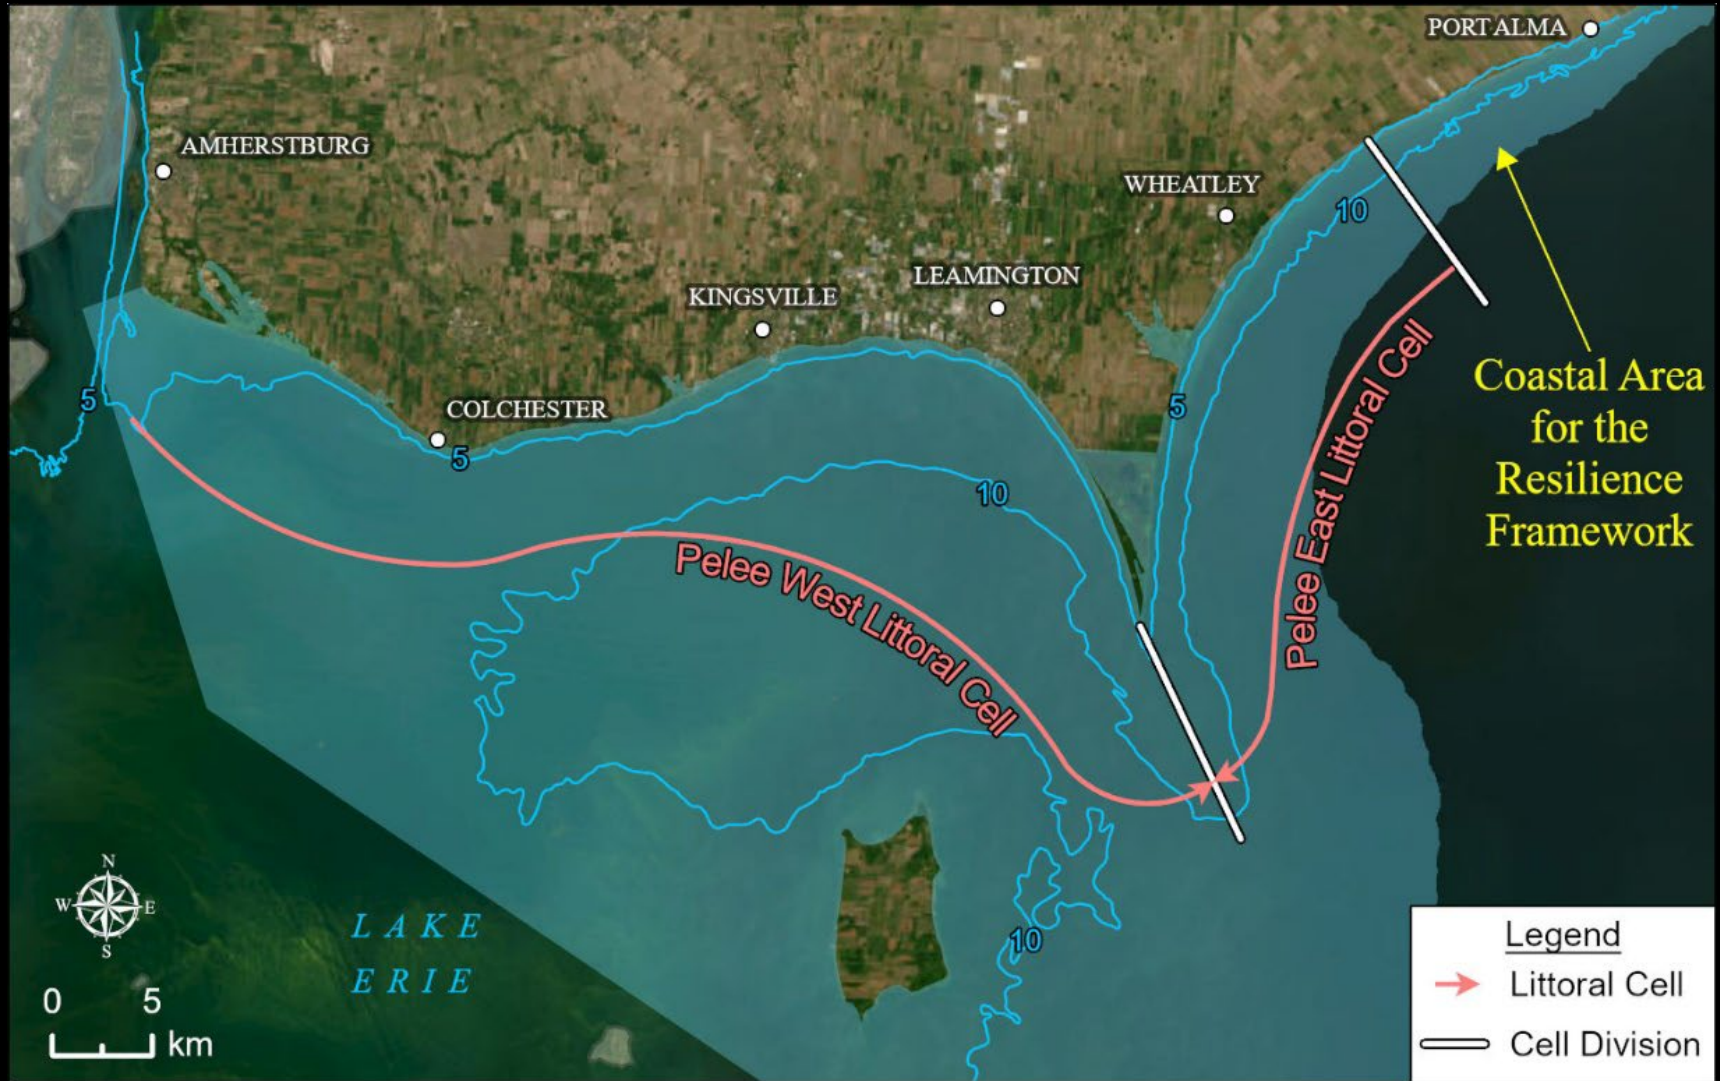 PORT ALMA
AMHERSTBURG
WHEATLEY
10
LEAMINGTON
KINGSVILLE
Coastal Area
for the
Resilience
Framework
5
5
COLCHESTER
5
10
Pelee East Littoral Cell
Pelee West Littoral Cell
N
W
E
S
LAKE
ERIE
10
0 5
km
Legend
Littoral Cell
Cell Division